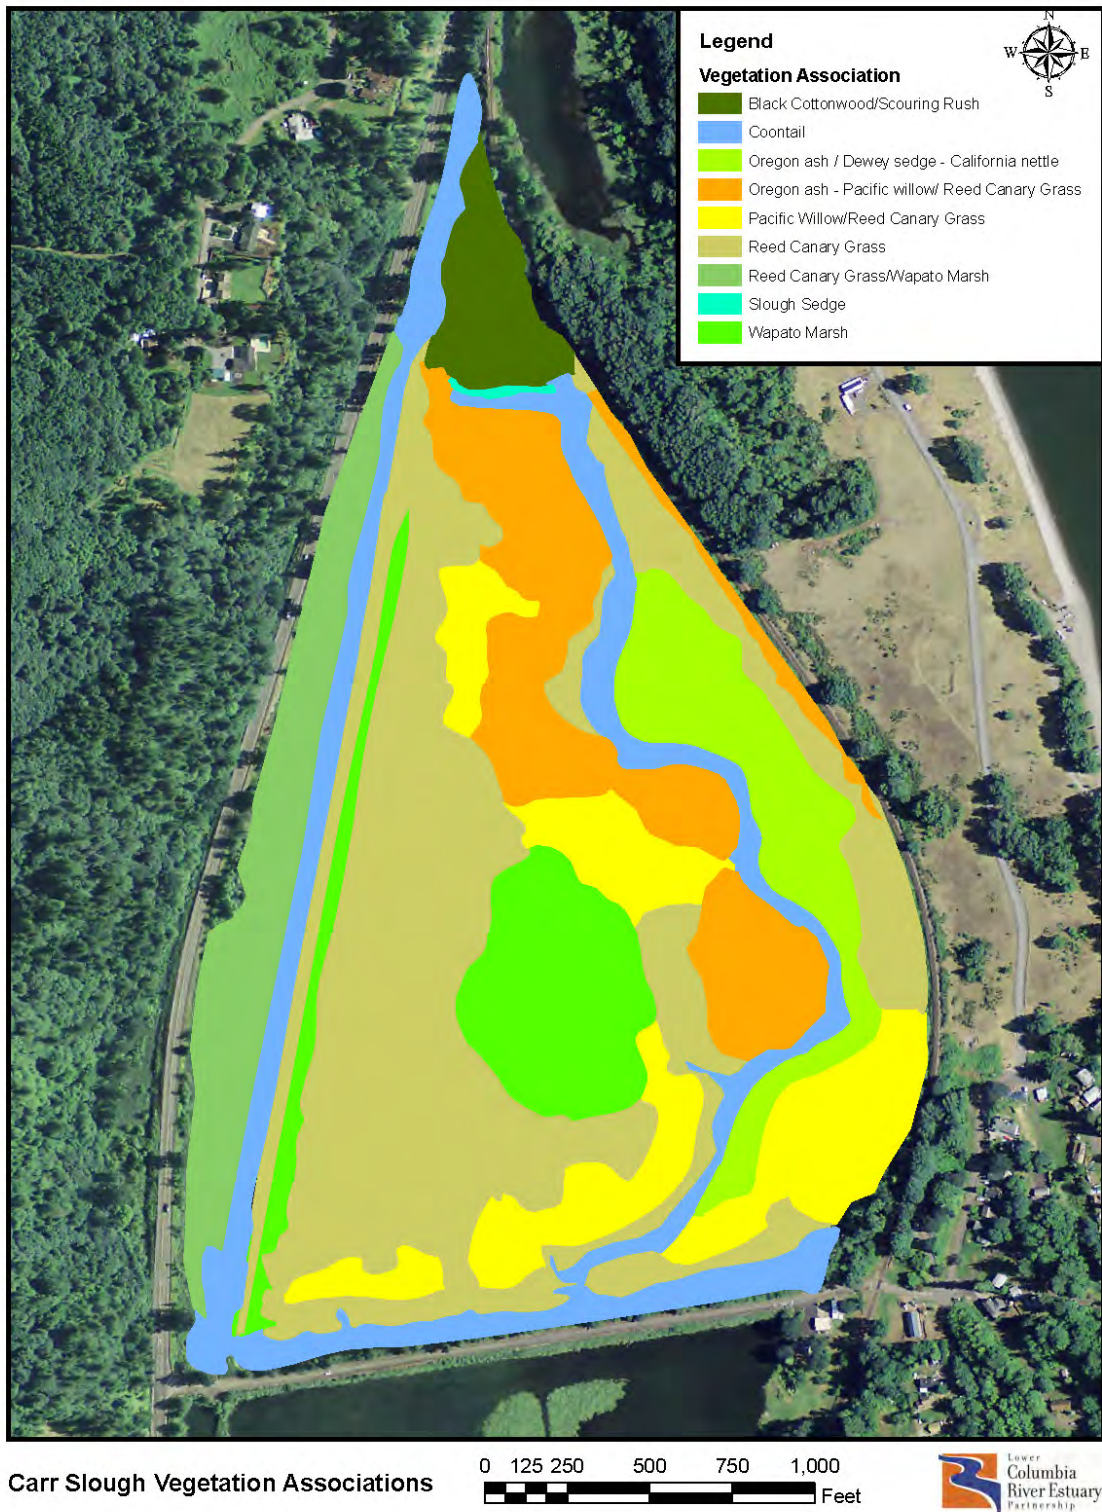 Legend
N
W E
S
Vegetation Association
Black Cottonwood/Scouring Rush
Coontail
Oregon ash / Dewey sedge - California nettle
Oregon ash - Pacific willow/ Reed Canary Grass
Pacific Willow/Reed Canary Grass
Reed Canary Grass
Reed Canary Grass/Wapato Marsh
Slough Sedge
Wapato Marsh
Carr Slough Vegetation Associations
0 125 250 500 750 1,000
Feet
Lower
Columbia
River Estuary
Partnership